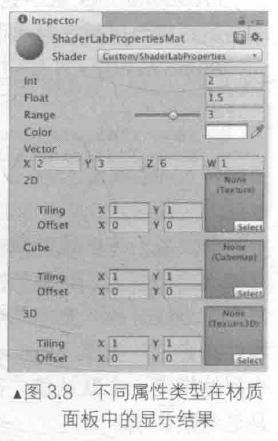 Inspector
ShaderLabPropertiesMat
Shader Custom/ShaderLabProperties
Int 2
Float 1.5
Range 3
Color
Vector
X 2 Y 3 Z 6 W 1
2D None
(Texture)
Tiling X 1 Y 1
Offset X 0 Y 0 Select
Cube None
(Cubemap)
Tiling X 1 Y 1
Offset X 0 Y 0 Select
3D None
(Texture3D)
Tiling X 1 Y 1
Offset X 0 Y 0 Select
▲图 3.8 不同属性类型在材质
面板中的显示结果